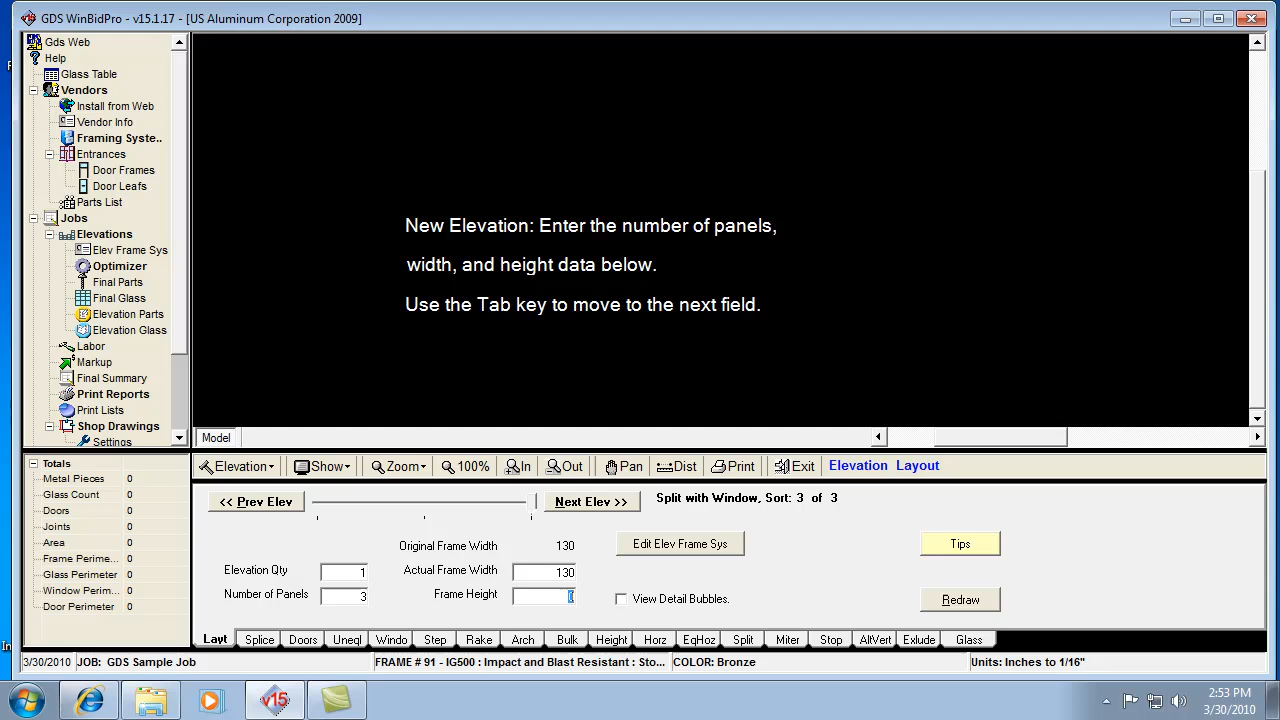 GDS WinBidPro - v15.1.17 - [US Aluminum Corporation 2009]
Gds Web
Help
Glass Table
Vendors
Install from Web
Vendor Info
Framing Syste..
Entrances
Door Frames
Door Leafs
Parts List
Jobs
Elevations
Elev Frame Sys
Optimizer
Final Parts
Final Glass
Elevation Parts
Elevation Glass
Labor
Markup
Final Summary
Print Reports
Print Lists
Shop Drawings
Settings
New Elevation: Enter the number of panels,
width, and height data below.
Use the Tab key to move to the next field.
Model
Elevation Show Zoom 100% In Out Pan Dist Print Exit Elevation Layout
Totals
Metal Pieces 0
Glass Count 0
Doors 0
Joints 0
Area 0
Frame Perime... 0
Glass Perimeter 0
Window Perim... 0
Door Perimeter 0
<< Prev Elev Next Elev >> Split with Window, Sort: 3 of 3
Original Frame Width 130 Edit Elev Frame Sys Tips
Elevation Qty 1 Actual Frame Width 130
Number of Panels 3 Frame Height 0 View Detail Bubbles. Redraw
Layt Splice Doors Uneql Windo Step Rake Arch Bulk Height Horz EqHoz Split Miter Stop AltVert Exlude Glass
3/30/2010 JOB: GDS Sample Job FRAME # 91 - IG500 : Impact and Blast Resistant : Sto... COLOR: Bronze Units: Inches to 1/16"
v15
2:53 PM
3/30/2010